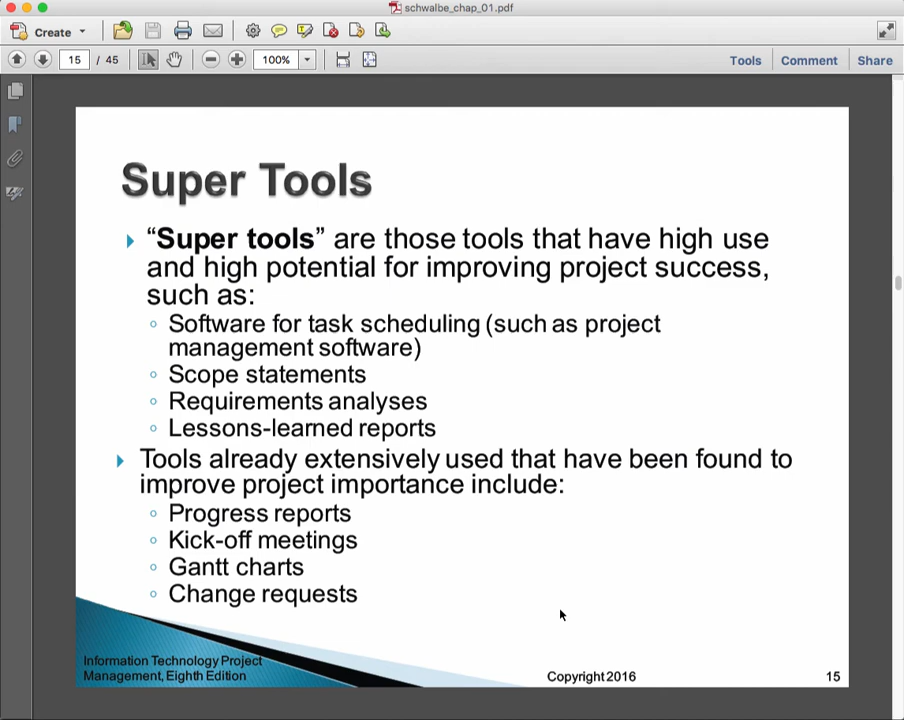 schwalbe_chap_01.pdf
Create
15 / 45
100%
Tools Comment Share
Super Tools
“Super tools” are those tools that have high use
and high potential for improving project success,
such as:
Software for task scheduling (such as project
management software)
Scope statements
Requirements analyses
Lessons-learned reports
Tools already extensively used that have been found to
improve project importance include:
Progress reports
Kick-off meetings
Gantt charts
Change requests
Information Technology Project
Management, Eighth Edition
Copyright 2016
15